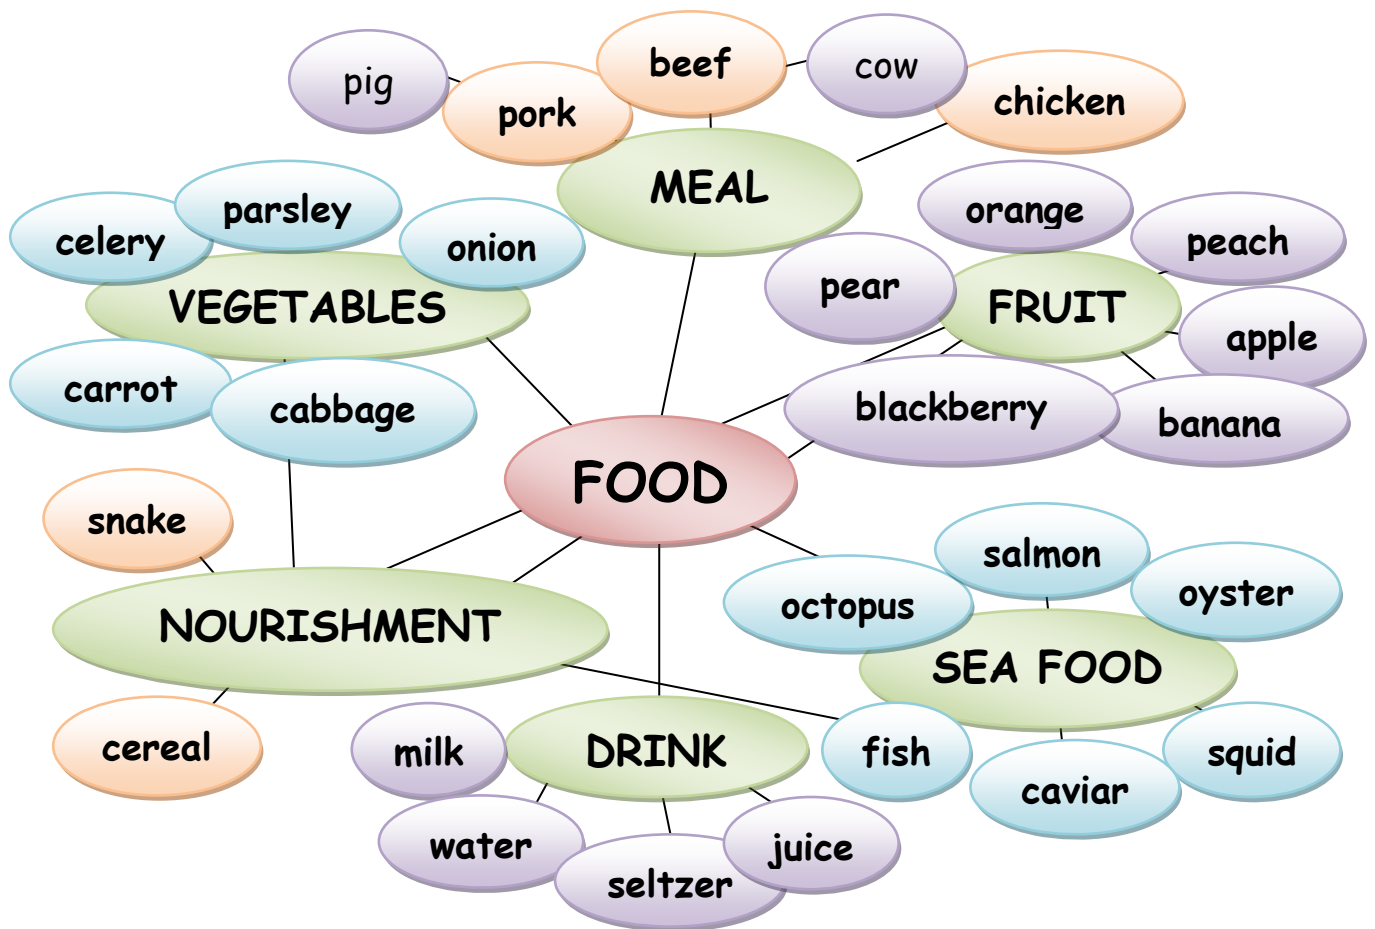 beef
cow
pig
chicken
pork
MEAL
parsley
orange
celery
onion
peach
pear
VEGETABLES
FRUIT
apple
carrot
cabbage
blackberry
banana
FOOD
snake
salmon
oyster
octopus
NOURISHMENT
SEA FOOD
cereal
milk
DRINK
fish
squid
caviar
water
juice
seltzer